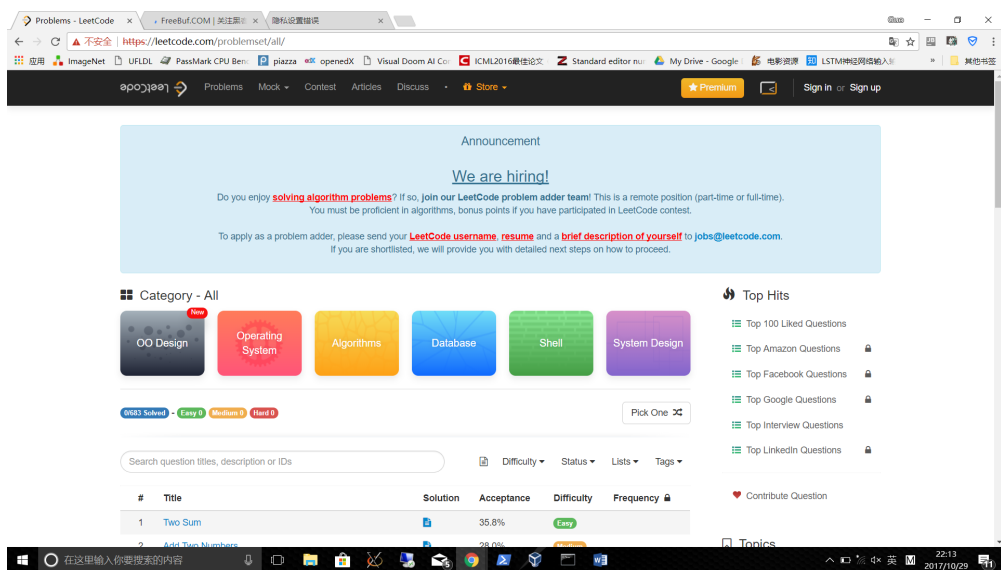 Problems - LeetCode
FreeBuf.COM | 关注黑
隐私设置错误
不安全 | https://leetcode.com/problemset/all/
应用 ImageNet UFLDL PassMark CPU Benc piazza openedX Visual Doom AI Co ICML2016最佳论文 Standard editor nu My Drive - Google 电影资源 LSTM神经网络输入 » 其他书签
LeetCode Problems Mock Contest Articles Discuss Store Premium Sign in or Sign up
Announcement
We are hiring!
Do you enjoy solving algorithm problems? If so, join our LeetCode problem adder team! This is a remote position (part-time or full-time).
You must be proficient in algorithms, bonus points if you have participated in LeetCode contest.
To apply as a problem adder, please send your LeetCode username, resume and a brief description of yourself to jobs@leetcode.com.
If you are shortlisted, we will provide you with detailed next steps on how to proceed.
Category - All
New
OO Design
Operating
System
Algorithms
Database
Shell
System Design
0/683 Solved - Easy 0 Medium 0 Hard 0
Pick One
Search question titles, description or IDs
Difficulty Status Lists Tags
# Title Solution Acceptance Difficulty Frequency
1 Two Sum 35.8% Easy
2 Add Two Numbers 28.0% Medium
Top Hits
Top 100 Liked Questions
Top Amazon Questions
Top Facebook Questions
Top Google Questions
Top Interview Questions
Top LinkedIn Questions
Contribute Question
Topics
在这里输入你要搜索的内容
英
22:13
2017/10/29